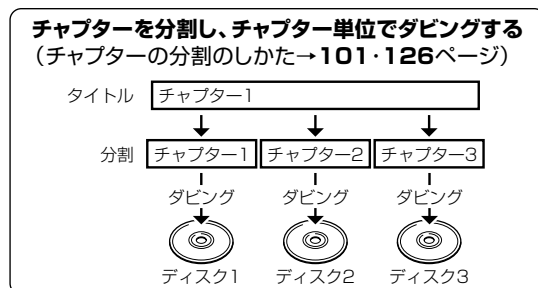 チャプターを分割し、チャプター単位でダビングする
（チャプターの分割のしかた→101・126ページ）
タイトル チャプター1
分割 チャプター1 チャプター2 チャプター3
ダビング ダビング ダビング
ディスク1 ディスク2 ディスク3